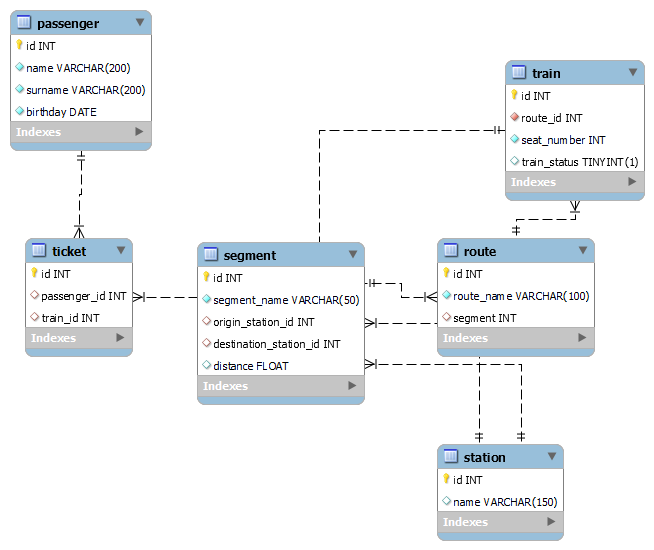 passenger
id INT
name VARCHAR(200)
surname VARCHAR(200)
birthday DATE
Indexes
train
id INT
route_id INT
seat_number INT
train_status TINYINT(1)
Indexes
ticket
id INT
passenger_id INT
train_id INT
Indexes
segment
id INT
segment_name VARCHAR(50)
origin_station_id INT
destination_station_id INT
distance FLOAT
Indexes
route
id INT
route_name VARCHAR(100)
segment INT
Indexes
station
id INT
name VARCHAR(150)
Indexes